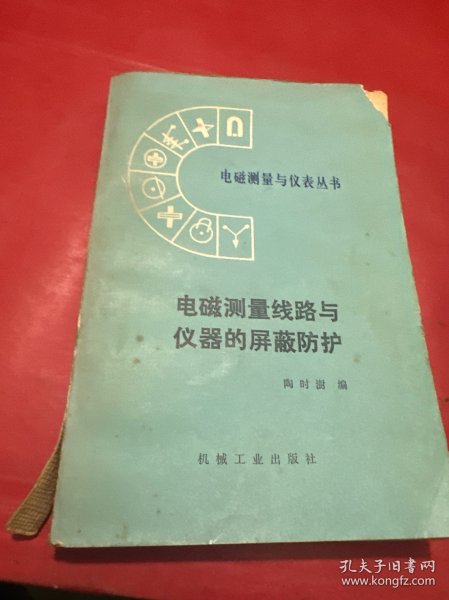 电磁测量与仪表丛书
电磁测量线路与
仪器的屏蔽防护
陶时澍 编
机械工业出版社
孔夫子旧书网
www.kongfz.com